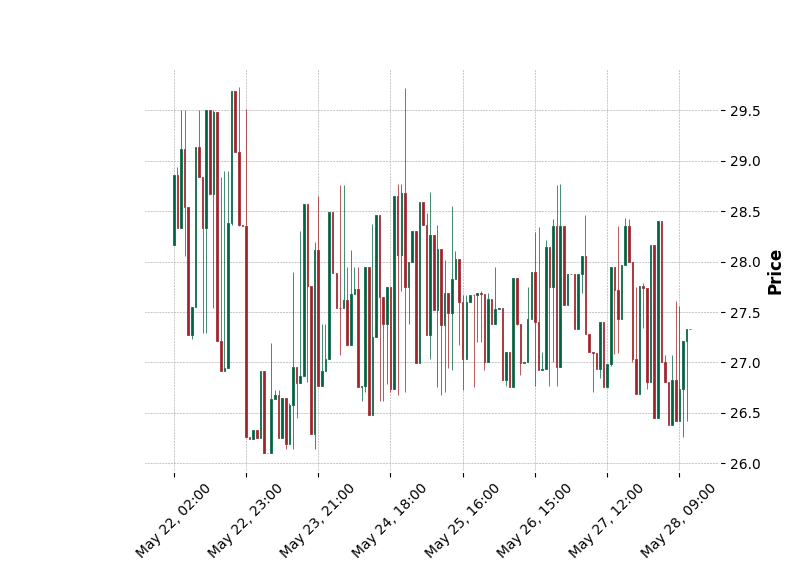 29.5
29.0
28.5
28.0
27.5
27.0
26.5
26.0
Price
May 22, 02:00
May 22, 23:00
May 23, 21:00
May 24, 18:00
May 25, 16:00
May 26, 15:00
May 27, 12:00
May 28, 09:00